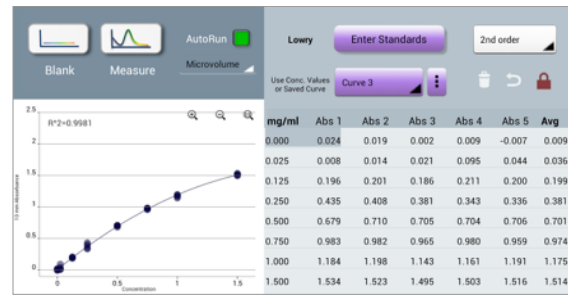 AutoRun
Blank
Measure
Microvolume
Lowry
Enter Standards
2nd order
Use Conc. Values
or Saved Curve
Curve 3
R^2=0.9981
2.5
2
1.5
1
0.5
0
0
0.5
1
1.5
Concentration
mg/ml Abs 1 Abs 2 Abs 3 Abs 4 Abs 5 Avg
0.000 0.024 0.019 0.002 0.009 -0.007 0.009
0.025 0.008 0.014 0.021 0.095 0.044 0.036
0.125 0.196 0.201 0.186 0.211 0.200 0.199
0.250 0.435 0.408 0.381 0.343 0.336 0.381
0.500 0.679 0.710 0.705 0.704 0.706 0.701
0.750 0.983 0.982 0.965 0.980 0.959 0.974
1.000 1.184 1.198 1.143 1.161 1.191 1.175
1.500 1.534 1.523 1.495 1.503 1.516 1.514